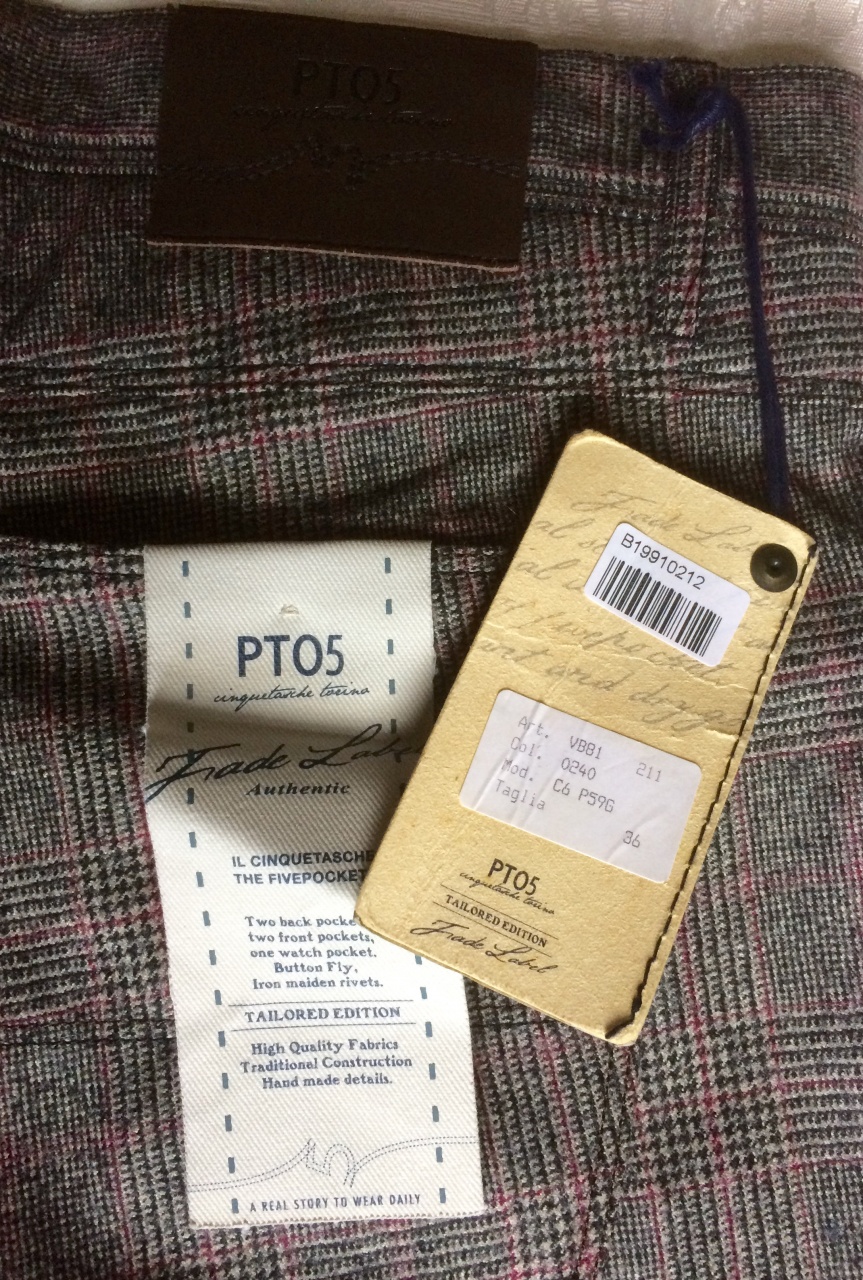 PT05
cinquetasche torino
B19910212
Art. VBB1 211
Col. 0240
Mod. C6 P59G
Taglia 36
PT05
cinquetasche torino
TAILORED EDITION
Trade Label
PT05
cinquetasche torino
Trade Label
Authentic
IL CINQUETASCHE
THE FIVEPOCKET
Two back pocke
two front pockets,
one watch pocket.
Button Fly,
Iron maiden rivets.
TAILORED EDITION
High Quality Fabrics
Traditional Construction
Hand made details.
A REAL STORY TO WEAR DAILY